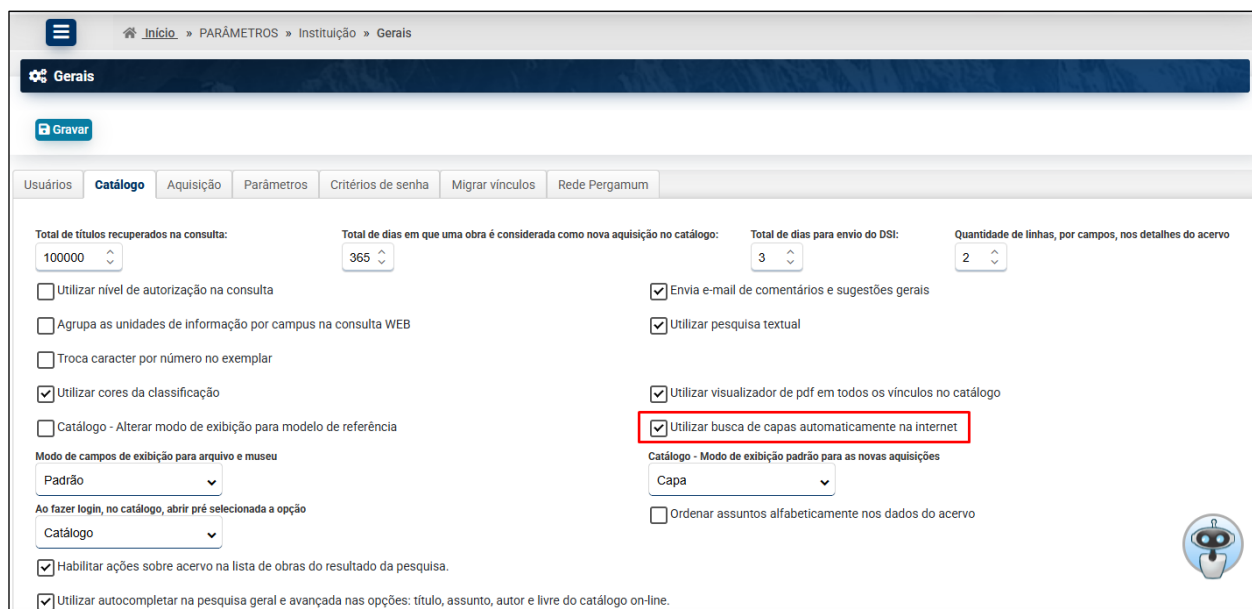 Início » PARÂMETROS » Instituição » Gerais
Gerais
Gravar
Usuários Catálogo Aquisição Parâmetros Critérios de senha Migrar vínculos Rede Pergamum
Total de títulos recuperados na consulta: Total de dias em que uma obra é considerada como nova aquisição no catálogo: Total de dias para envio do DSI: Quantidade de linhas, por campos, nos detalhes do acervo
100000 365 3 2
Utilizar nível de autorização na consulta Envia e-mail de comentários e sugestões gerais
Agrupa as unidades de informação por campus na consulta WEB Utilizar pesquisa textual
Troca caracter por número no exemplar
Utilizar cores da classificação Utilizar visualizador de pdf em todos os vínculos no catálogo
Catálogo - Alterar modo de exibição para modelo de referência Utilizar busca de capas automaticamente na internet
Modo de campos de exibição para arquivo e museu Catálogo - Modo de exibição padrão para as novas aquisições
Padrão Capa
Ao fazer login, no catálogo, abrir pré selecionada a opção Ordenar assuntos alfabeticamente nos dados do acervo
Catálogo
Habilitar ações sobre acervo na lista de obras do resultado da pesquisa.
Utilizar autocompletar na pesquisa geral e avançada nas opções: título, assunto, autor e livre do catálogo on-line.